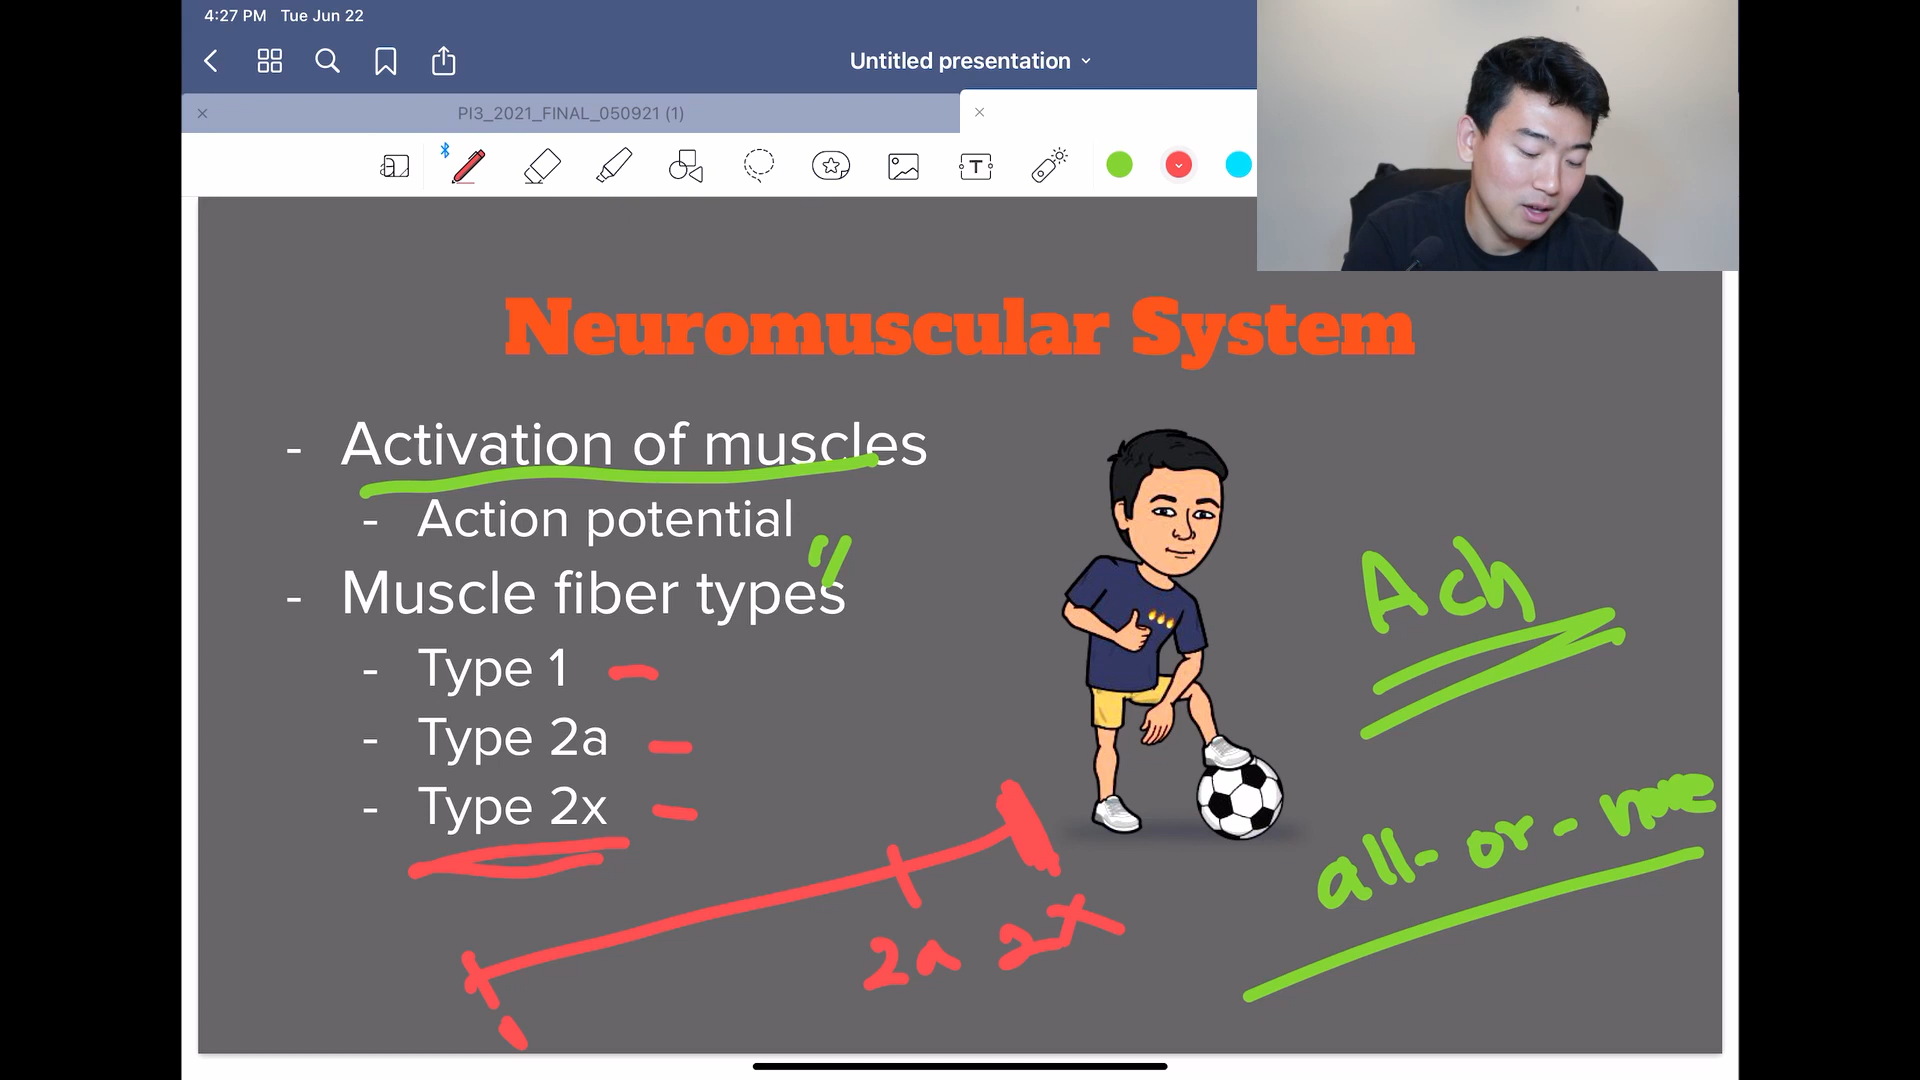 4:27 PM Tue Jun 22
Untitled presentation
PI3_2021_FINAL_050921 (1)
T
Neuromuscular System
- Activation of muscles
- Action potential
- Muscle fiber types
- Type 1
- Type 2a
- Type 2x
Ach
all-or-none
2a 2x